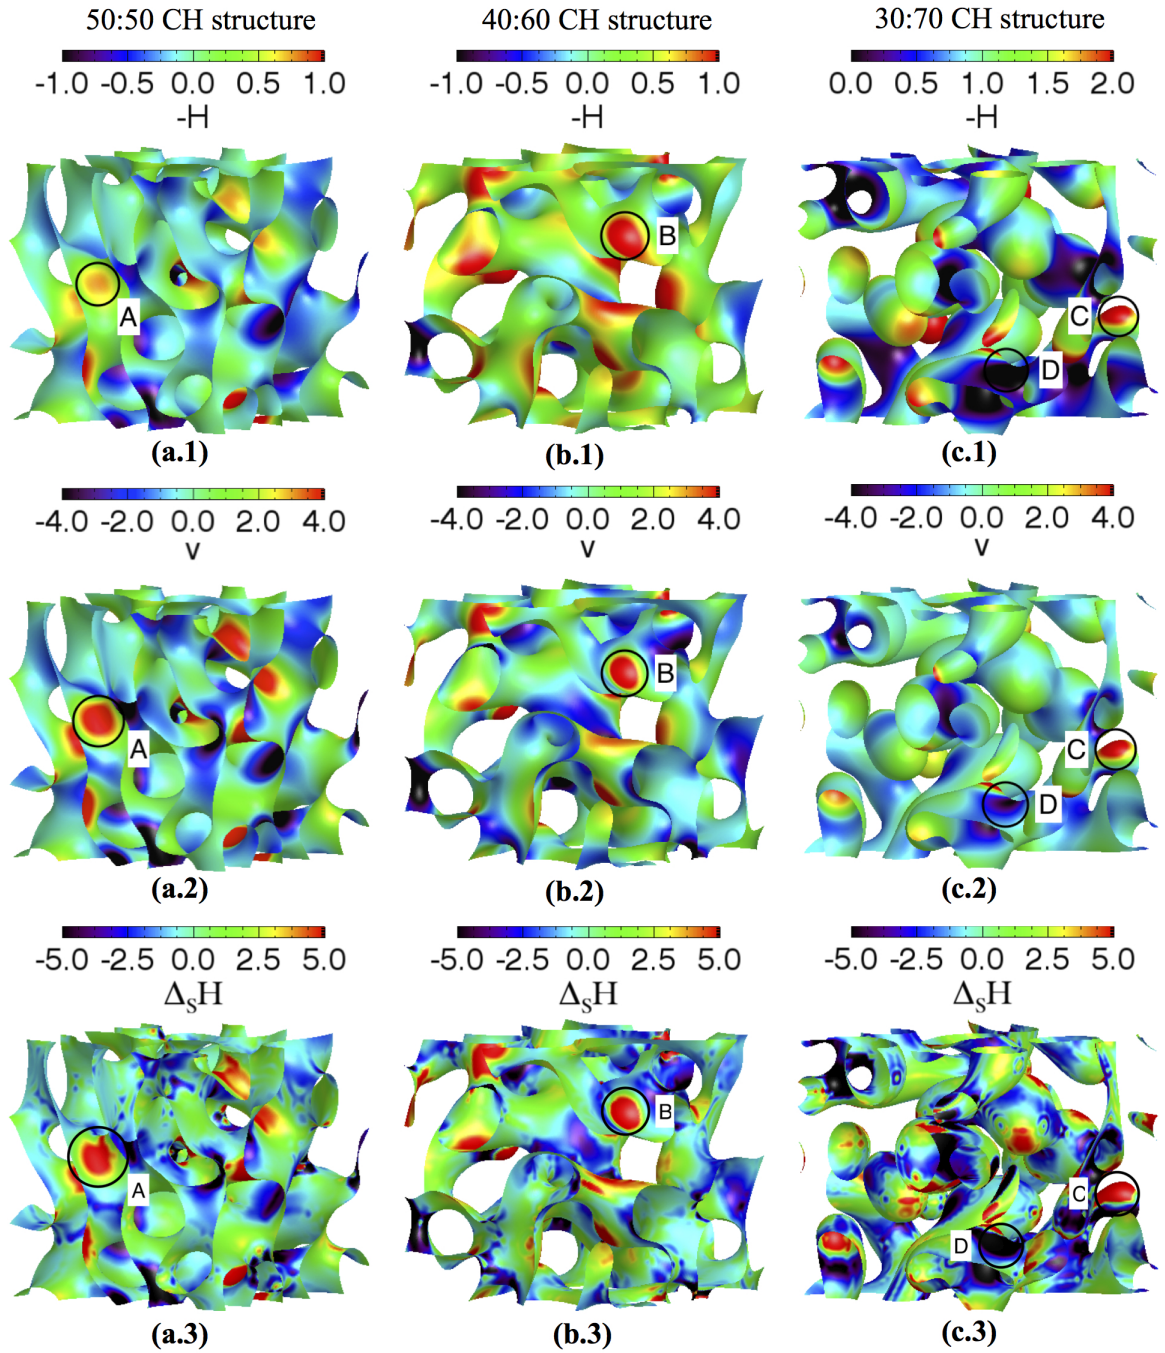 50:50 CH structure 40:60 CH structure 30:70 CH structure
-1.0 -0.5 0.0 0.5 1.0 -1.0 -0.5 0.0 0.5 1.0 0.0 0.5 1.0 1.5 2.0
-H -H -H
A B C D
(a.1) (b.1) (c.1)
-4.0 -2.0 0.0 2.0 4.0 -4.0 -2.0 0.0 2.0 4.0 -4.0 -2.0 0.0 2.0 4.0
v v v
A B C D
(a.2) (b.2) (c.2)
-5.0 -2.5 0.0 2.5 5.0 -5.0 -2.5 0.0 2.5 5.0 -5.0 -2.5 0.0 2.5 5.0
ΔSH ΔSH ΔSH
A B C D
(a.3) (b.3) (c.3)